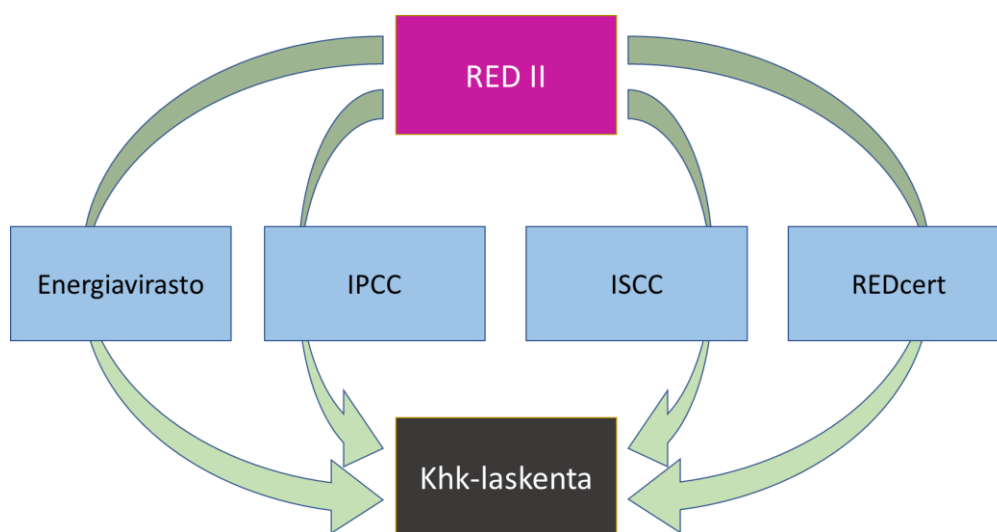 RED II
Energiavirasto
IPCC
ISCC
REDcert
Khk-laskenta